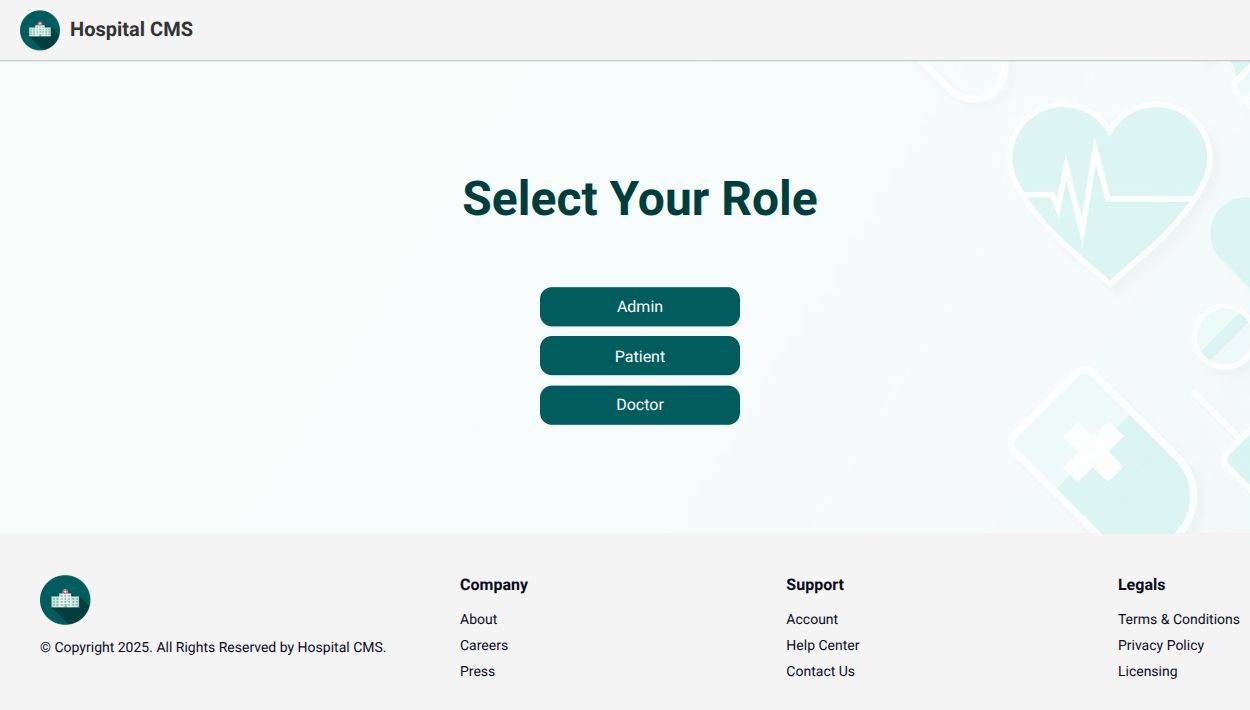 Hospital CMS
Select Your Role
Admin
Patient
Doctor
© Copyright 2025. All Rights Reserved by Hospital CMS.
Company
About
Careers
Press
Support
Account
Help Center
Contact Us
Legals
Terms & Conditions
Privacy Policy
Licensing